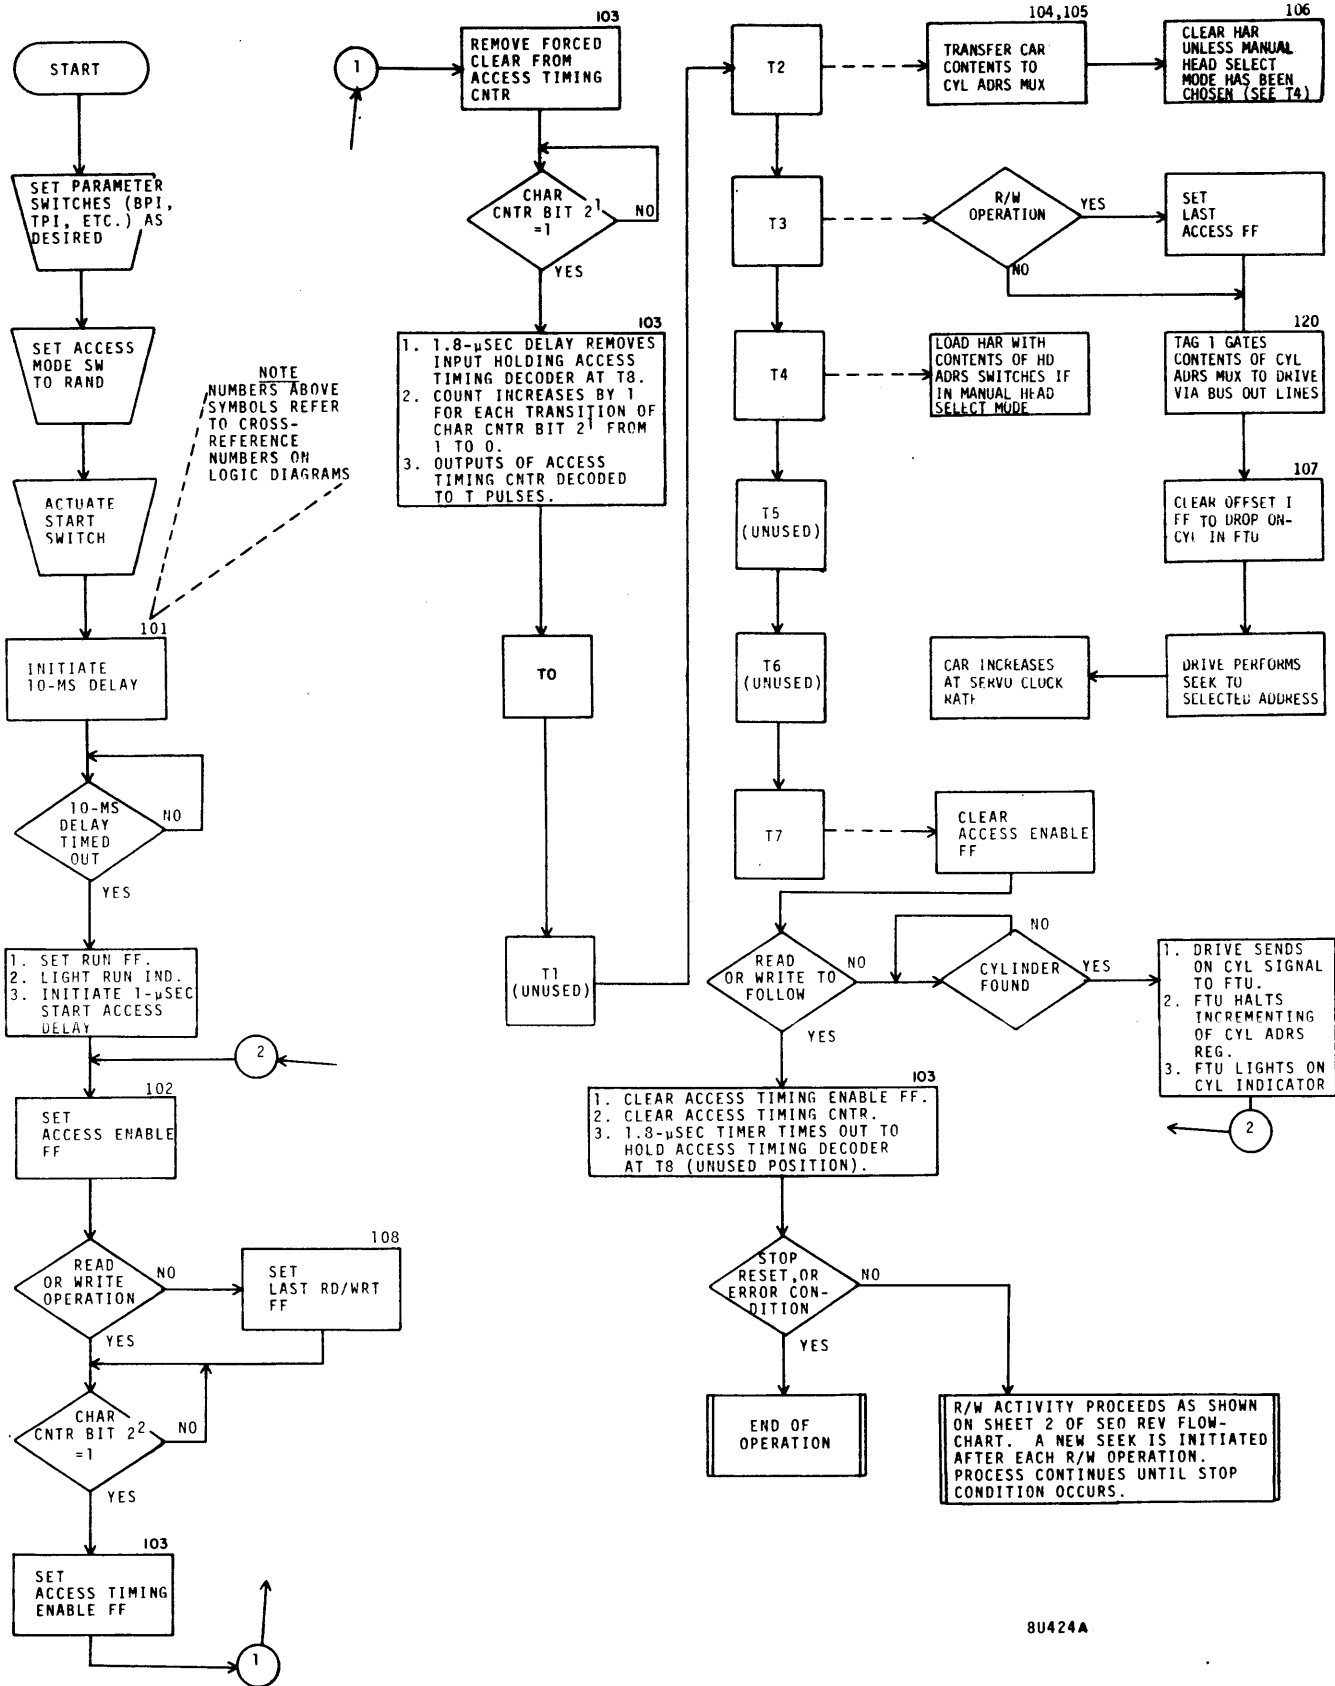 START
SET PARAMETER
SWITCHES (BPI,
TPI, ETC.) AS
DESIRED
SET ACCESS
MODE SW
TO RAND
ACTUATE
START
SWITCH
NOTE
NUMBERS ABOVE
SYMBOLS REFER
TO CROSS-
REFERENCE
NUMBERS ON
LOGIC DIAGRAMS
101
INITIATE
10-MS DELAY
10-MS
DELAY
TIMED
OUT
NO
YES
1. SET RUN FF.
2. LIGHT RUN IND.
3. INITIATE 1-µSEC
START ACCESS
DELAY
2
102
SET
ACCESS ENABLE
FF
READ
OR WRITE
OPERATION
NO
YES
108
SET
LAST RD/WRT
FF
CHAR
CNTR BIT 2²
=1
NO
YES
103
SET
ACCESS TIMING
ENABLE FF
1
1
103
REMOVE FORCED
CLEAR FROM
ACCESS TIMING
CNTR
CHAR
CNTR BIT 2¹
=1
NO
YES
103
1. 1.8-µSEC DELAY REMOVES
INPUT HOLDING ACCESS
TIMING DECODER AT T8.
2. COUNT INCREASES BY 1
FOR EACH TRANSITION OF
CHAR CNTR BIT 2¹ FROM
1 TO 0.
3. OUTPUTS OF ACCESS
TIMING CNTR DECODED
TO T PULSES.
T0
T1
(UNUSED)
T2
104,105
TRANSFER CAR
CONTENTS TO
CYL ADRS MUX
106
CLEAR HAR
UNLESS MANUAL
HEAD SELECT
MODE HAS BEEN
CHOSEN (SEE T4)
T3
R/W
OPERATION
YES
NO
SET
LAST
ACCESS FF
T4
LOAD HAR WITH
CONTENTS OF HD
ADRS SWITCHES IF
IN MANUAL HEAD
SELECT MODE
120
TAG 1 GATES
CONTENTS OF CYL
ADRS MUX TO DRIVE
VIA BUS OUT LINES
T5
(UNUSED)
107
CLEAR OFFSET I
FF TO DROP ON-
CYL IN FTU
T6
(UNUSED)
CAR INCREASES
AT SERVO CLOCK
RATE
DRIVE PERFORMS
SEEK TO
SELECTED ADDRESS
T7
CLEAR
ACCESS ENABLE
FF
READ
OR WRITE TO
FOLLOW
NO
YES
CYLINDER
FOUND
NO
YES
1. DRIVE SENDS
ON CYL SIGNAL
TO FTU.
2. FTU HALTS
INCREMENTING
OF CYL ADRS
REG.
3. FTU LIGHTS ON
CYL INDICATOR
2
103
1. CLEAR ACCESS TIMING ENABLE FF.
2. CLEAR ACCESS TIMING CNTR.
3. 1.8-µSEC TIMER TIMES OUT TO
HOLD ACCESS TIMING DECODER
AT T8 (UNUSED POSITION).
STOP
RESET, OR
ERROR CON-
DITION
NO
YES
END OF
OPERATION
R/W ACTIVITY PROCEEDS AS SHOWN
ON SHEET 2 OF SEO REV FLOW-
CHART. A NEW SEEK IS INITIATED
AFTER EACH R/W OPERATION.
PROCESS CONTINUES UNTIL STOP
CONDITION OCCURS.
8U424A